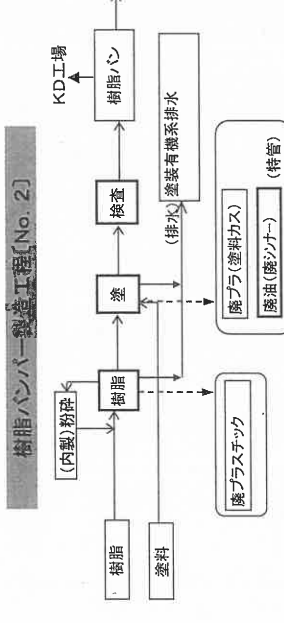 樹脂バンパー製造工程[No. 2]
KD工場
(内製)粉砕
樹脂
樹脂
塗
検査
樹脂バン
塗料
(排水)
塗装有機系排水
廃プラスチック
廃プラ(塗料カス)
廃油(廃シンナー)
(特管)